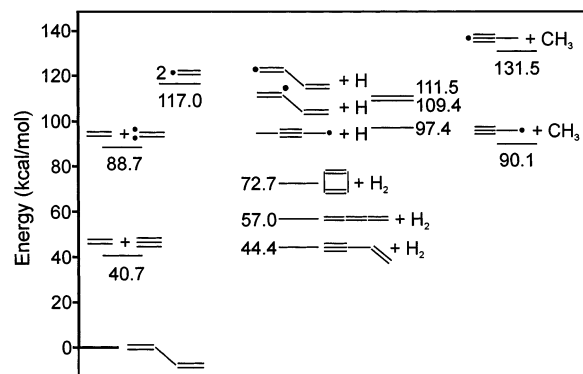 Energy (kcal/mol)
140
120
100
80
60
40
20
0
2
117.0
+
88.7
+
40.7
+ H
111.5
+ H
109.4
+ H
97.4
72.7
+ H₂
57.0
+ H₂
44.4
+ H₂
+ CH₃
131.5
+ CH₃
90.1